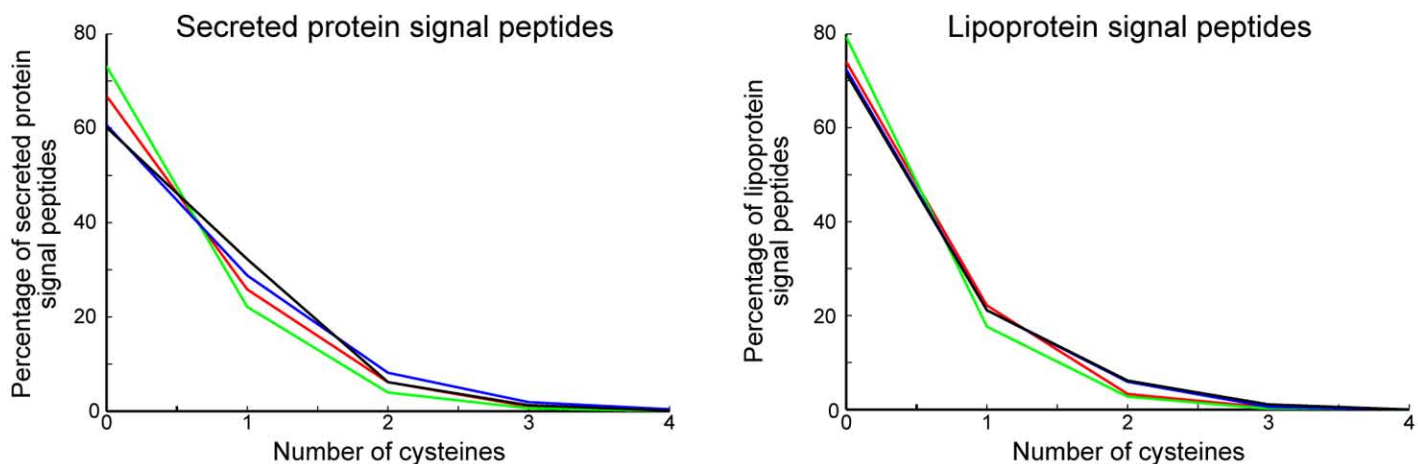 Secreted protein signal peptides
Percentage of secreted protein
signal peptides
80
60
40
20
0
0 1 2 3 4
Number of cysteines
Lipoprotein signal peptides
Percentage of lipoprotein
signal peptides
80
60
40
20
0
0 1 2 3 4
Number of cysteines